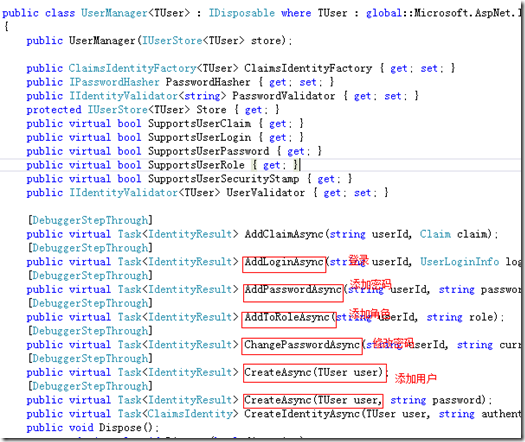 public class UserManager<TUser> : IDisposable where TUser : global::Microsoft.AspNet.
{
public UserManager(IUserStore<TUser> store);
public ClaimsIdentityFactory<TUser> ClaimsIdentityFactory { get; set; }
public IPasswordHasher PasswordHasher { get; set; }
public IIdentityValidator<string> PasswordValidator { get; set; }
protected IUserStore<TUser> Store { get; }
public virtual bool SupportsUserClaim { get; }
public virtual bool SupportsUserLogin { get; }
public virtual bool SupportsUserPassword { get; }
public virtual bool SupportsUserRole { get; }
public virtual bool SupportsUserSecurityStamp { get; }
public IIdentityValidator<TUser> UserValidator { get; set; }
[DebuggerStepThrough]
public virtual Task<IdentityResult> AddClaimAsync(string userId, Claim claim);
[DebuggerStepThrough]
public virtual Task<IdentityResult> AddLoginAsync(string userId, UserLoginInfo log
登录
[DebuggerStepThrough]
添加密码
public virtual Task<IdentityResult> AddPasswordAsync(string userId, string passwor
[DebuggerStepThrough]
添加角色
public virtual Task<IdentityResult> AddToRoleAsync(string userId, string role);
[DebuggerStepThrough]
public virtual Task<IdentityResult> ChangePasswordAsync(string userId, string curr
修改密码
[DebuggerStepThrough]
public virtual Task<IdentityResult> CreateAsync(TUser user);
添加用户
[DebuggerStepThrough]
public virtual Task<IdentityResult> CreateAsync(TUser user, string password);
public virtual Task<ClaimsIdentity> CreateIdentityAsync(TUser user, string authent
public void Dispose();